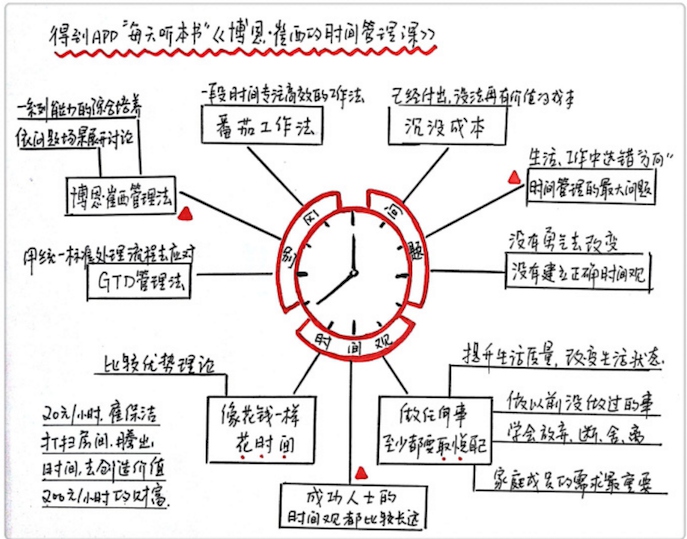 得到APP"每天听本书"《博恩·崔西的时间管理课》
一系列能力的综合培养
依问题场景展开讨论
博恩·崔西管理法
用统一标准处理流程去应对
GTD管理法
一段时间专注高效的工作法
番茄工作法
已经付出,没法再有价值的成本
沉没成本
生活、工作中选错"方向"
时间管理的最大问题
没有勇气去改变
没有建立正确时间观
区别
问题
时间观
比较优势理论
像花钱一样
花时间
20元/小时,雇保洁
打扫房间,腾出
时间,去创造价值
200元/小时的财富.
成功人士的
时间观都比较长远
做任何事
至少都要取悦自己
提升生活质量,改变生活状态.
做以前没做过的事
学会放弃,断、舍、离
家庭成员的需求最重要